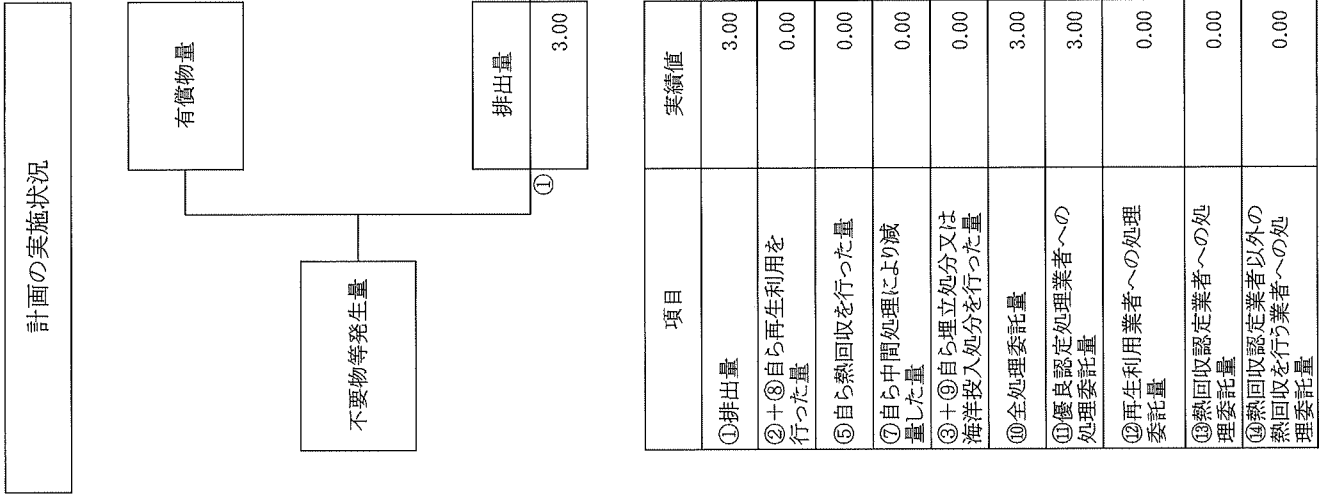 計画の実施状況
有償物量
不要物等発生量
排出量
①
3.00
項目
実績値
①排出量
3.00
②+⑧自ら再生利用を
行った量
0.00
⑤自ら熱回収を行った量
0.00
⑦自ら中間処理により減
量した量
0.00
③+⑨自ら埋立処分又は
海洋投入処分を行った量
0.00
⑩全処理委託量
3.00
⑪優良認定処理業者への
処理委託量
3.00
⑫再生利用業者への処理
委託量
0.00
⑬熱回収認定業者への処
理委託量
0.00
⑭熱回収認定業者以外の
熱回収を行う業者への処
理委託量
0.00